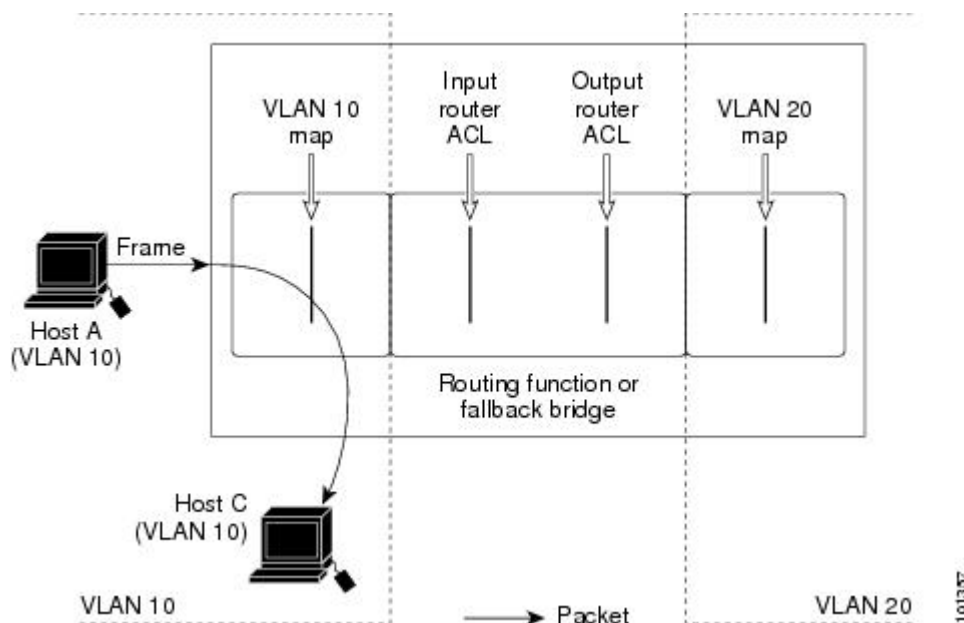 VLAN 10
map
Input
router
ACL
Output
router
ACL
VLAN 20
map
Frame
Host A
(VLAN 10)
Routing function or
fallback bridge
Host C
(VLAN 10)
VLAN 10
Packet
VLAN 20
101357